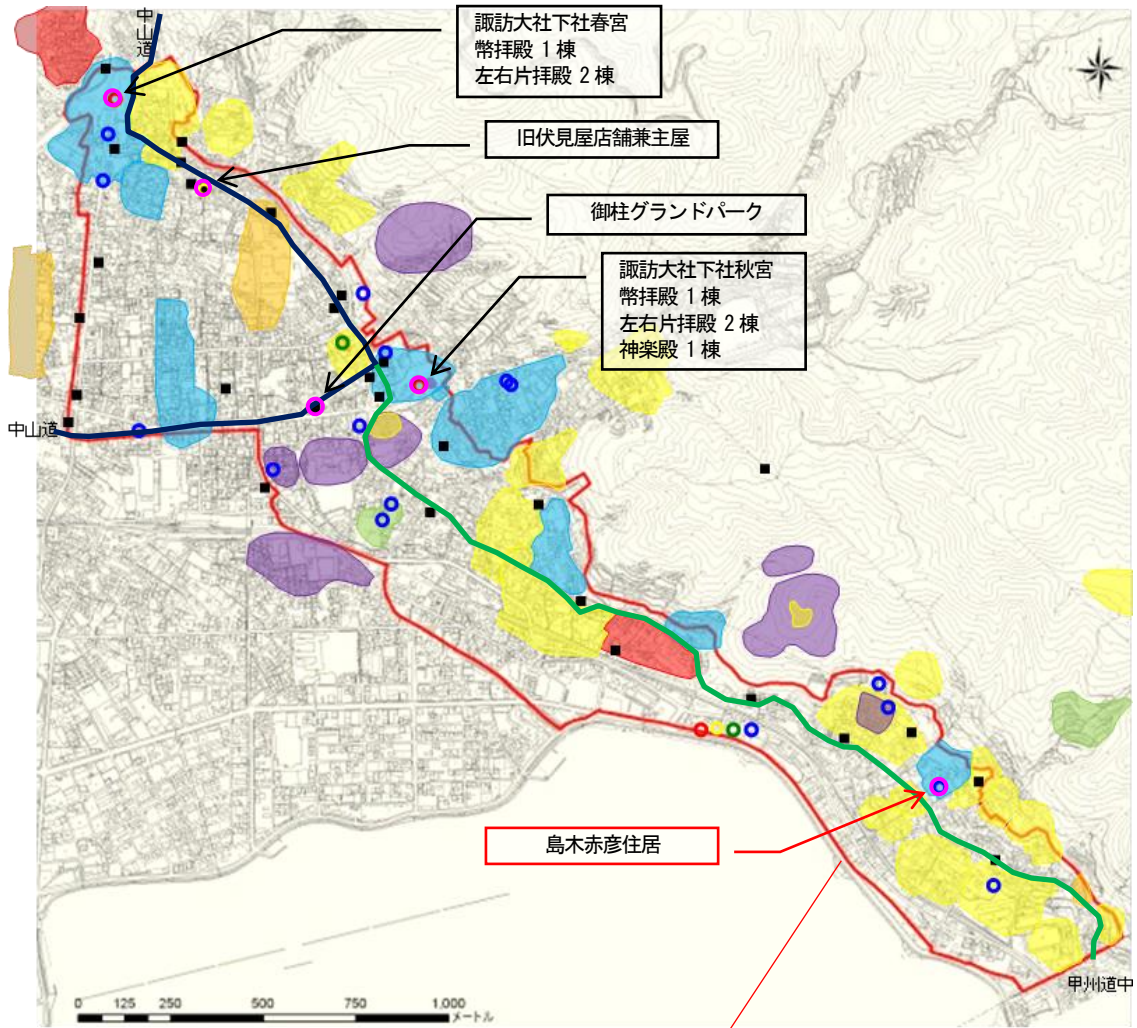 中山道
諏訪大社下社春宮
幣拝殿 1 棟
左右片拝殿 2 棟
旧伏見屋店舗兼主屋
御柱グランドパーク
諏訪大社下社秋宮
幣拝殿 1 棟
左右片拝殿 2 棟
神楽殿 1 棟
中山道
島木赤彦住居
甲州道中
0 125 250 500 750 1,000
メートル